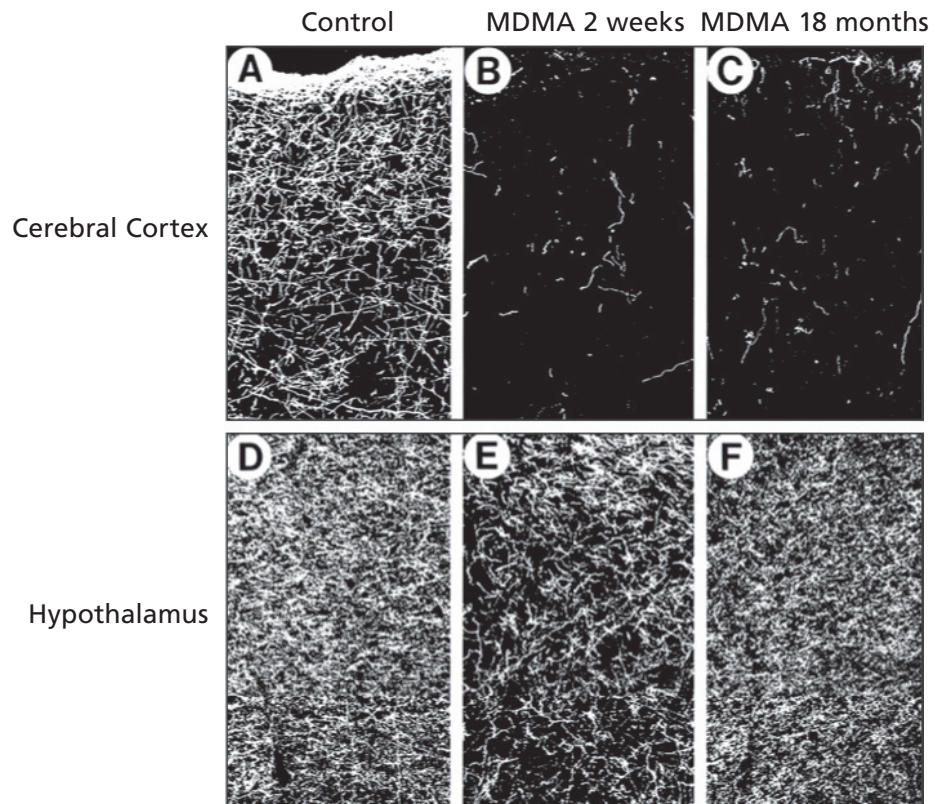 Control MDMA 2 weeks MDMA 18 months
A B C
Cerebral Cortex
D E F
Hypothalamus